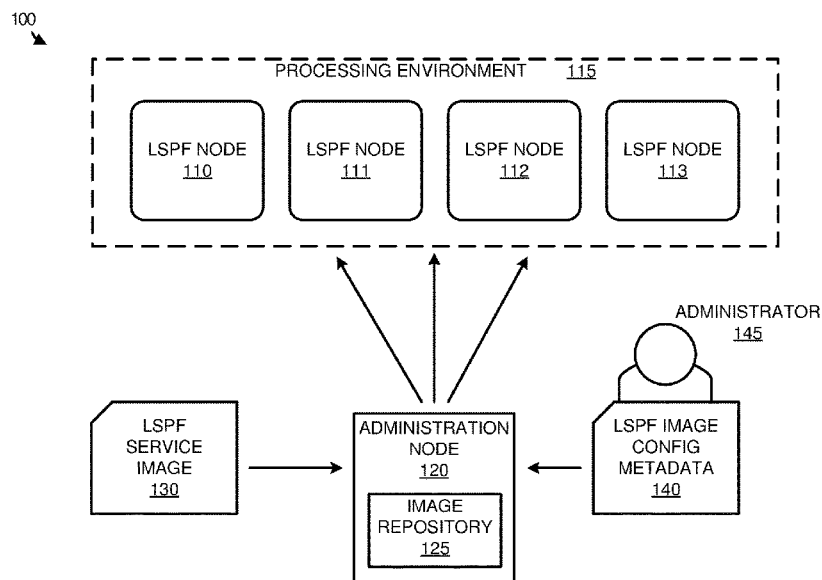 100
PROCESSING ENVIRONMENT 115
LSPF NODE
110
LSPF NODE
111
LSPF NODE
112
LSPF NODE
113
ADMINISTRATOR
145
LSPF
SERVICE
IMAGE
130
ADMINISTRATION
NODE
120
IMAGE
REPOSITORY
125
LSPF IMAGE
CONFIG
METADATA
140